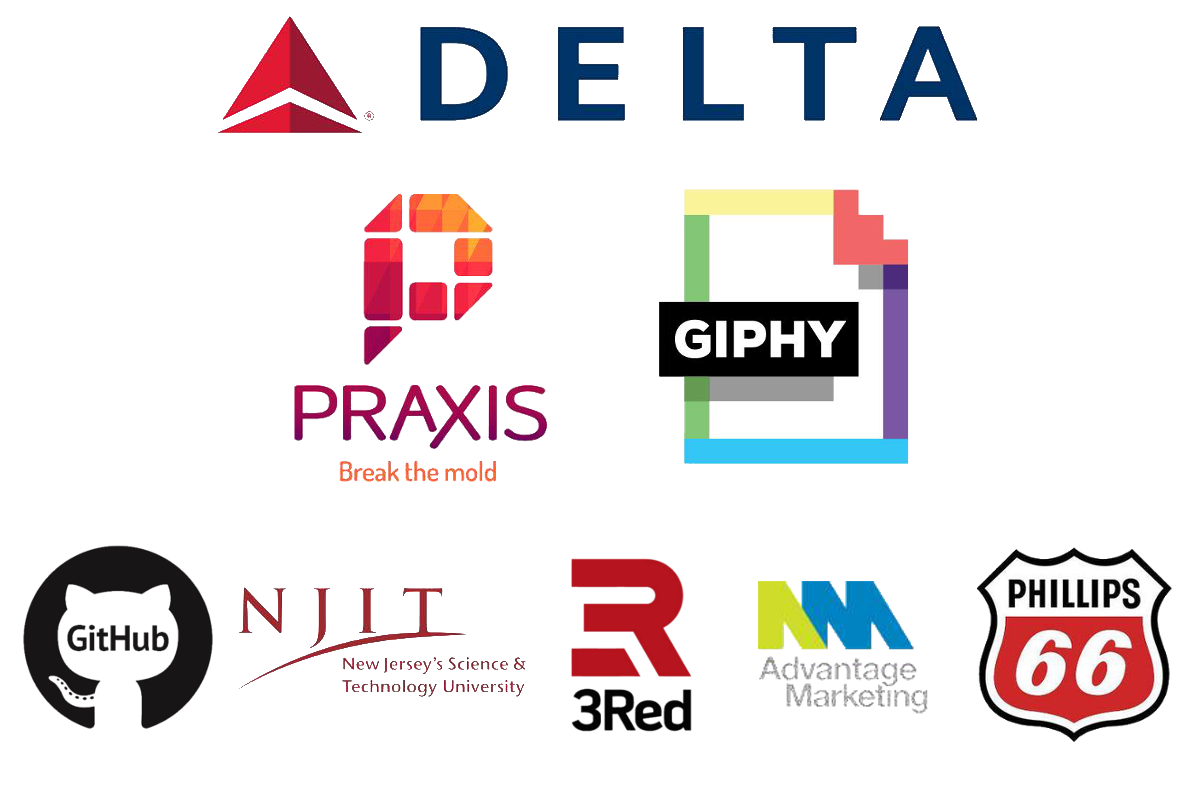 DELTA
GIPHY
PRAXIS
Break the mold
GitHub
NJIT
New Jersey's Science &
Technology University
3Red
Advantage
Marketing
PHILLIPS
66